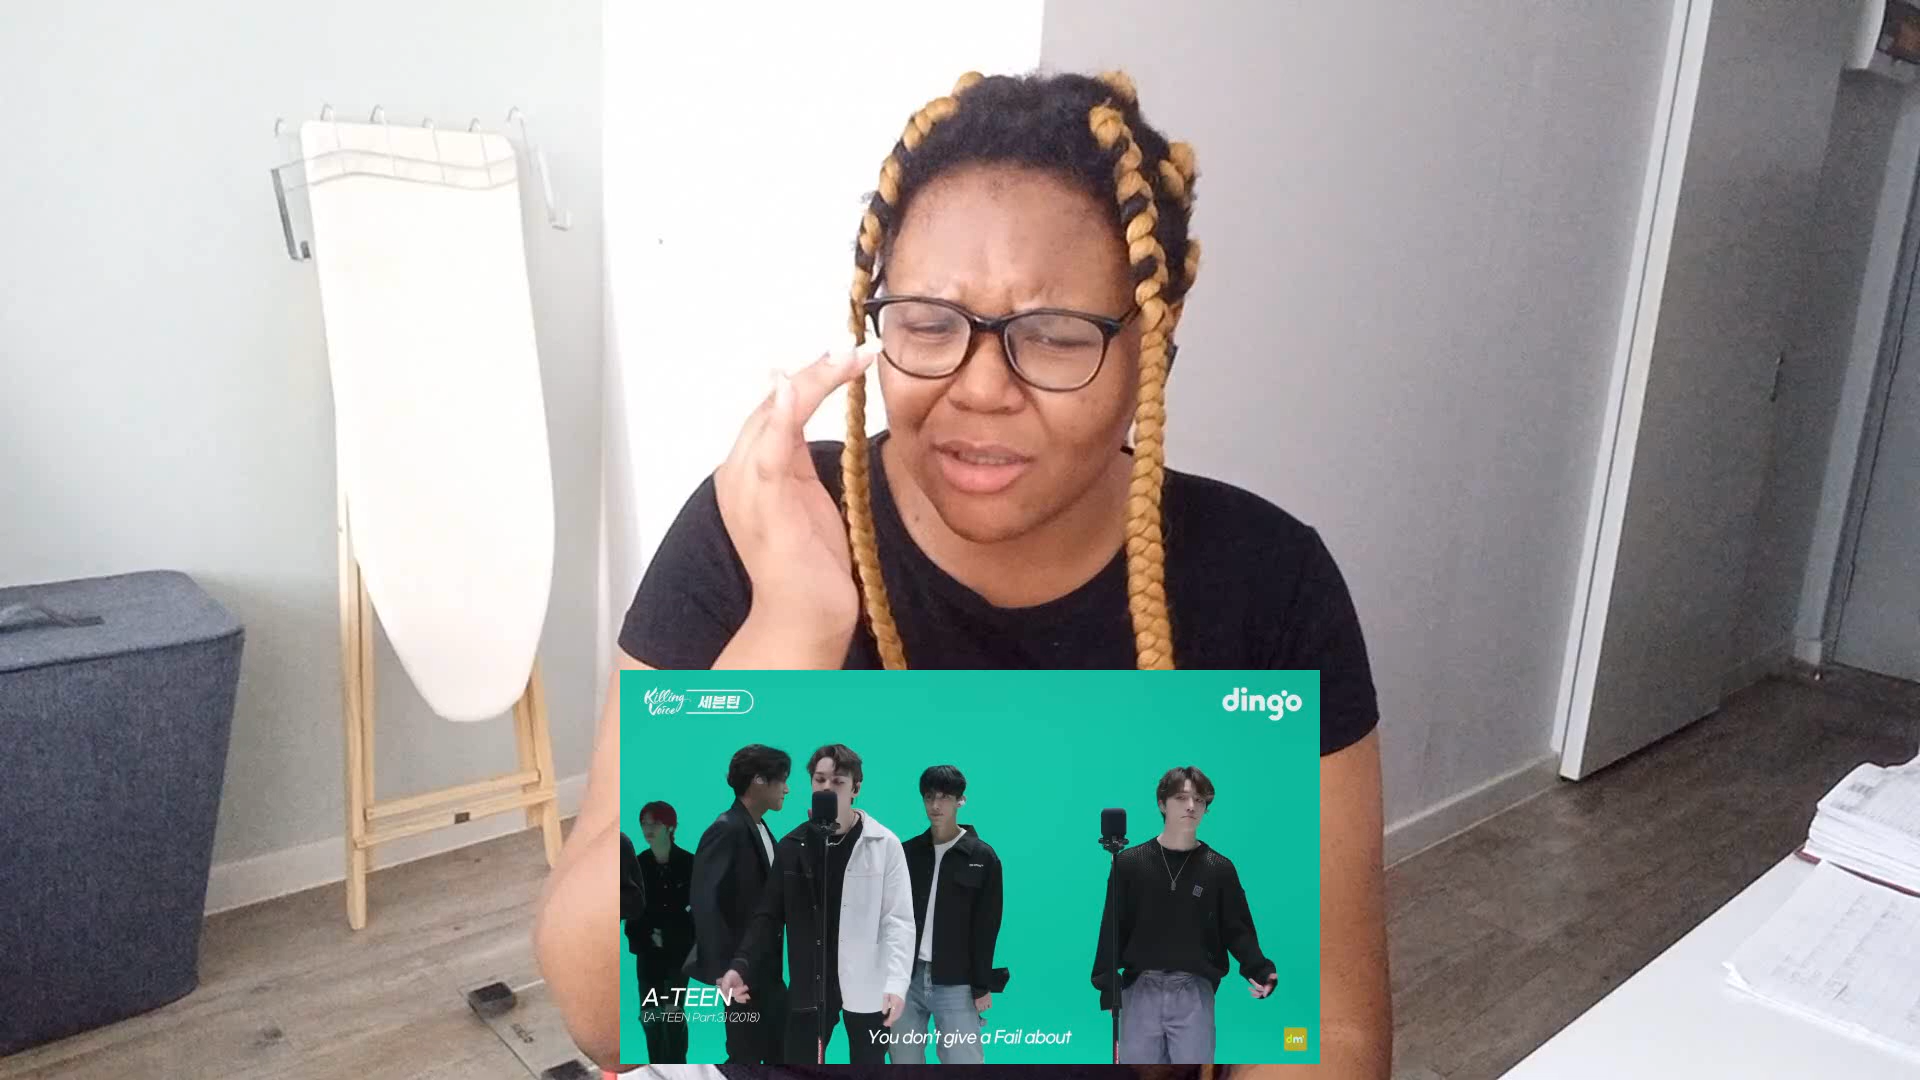 Killing Voice
세븐틴
dingo
A-TEEN
[A-TEEN Part.3] (2018)
You don't give a Fail about
dm